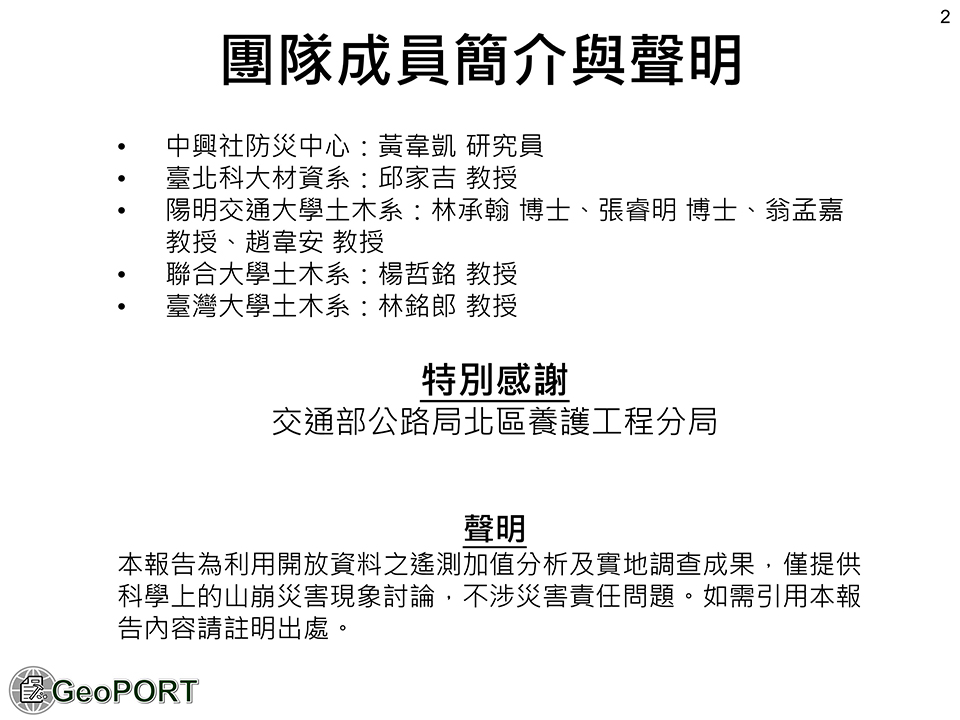 2
團隊成員簡介與聲明
• 中興社防災中心：黃韋凱 研究員
• 臺北科大材資系：邱家吉 教授
• 陽明交通大學土木系：林承翰 博士、張睿明 博士、翁孟嘉
教授、趙韋安 教授
• 聯合大學土木系：楊哲銘 教授
• 臺灣大學土木系：林銘郎 教授
特別感謝
交通部公路局北區養護工程分局
聲明
本報告為利用開放資料之遙測加值分析及實地調查成果，僅提供
科學上的山崩災害現象討論，不涉災害責任問題。如需引用本報
告內容請註明出處。
GeoPORT